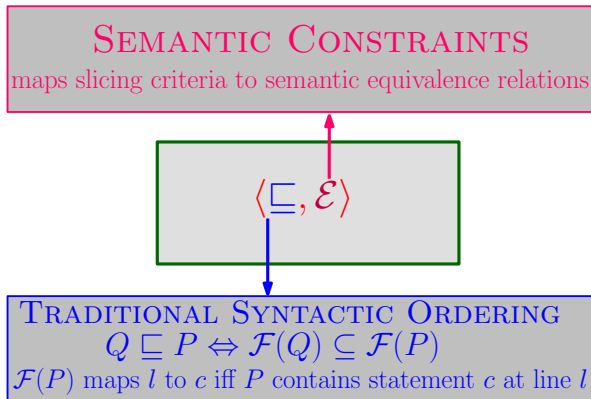 SEMANTIC CONSTRAINTS
maps slicing criteria to semantic equivalence relations
⟨⊑, ℰ⟩
TRADITIONAL SYNTACTIC ORDERING
Q ⊑ P ⇔ ℱ(Q) ⊆ ℱ(P)
ℱ(P) maps l to c iff P contains statement c at line l